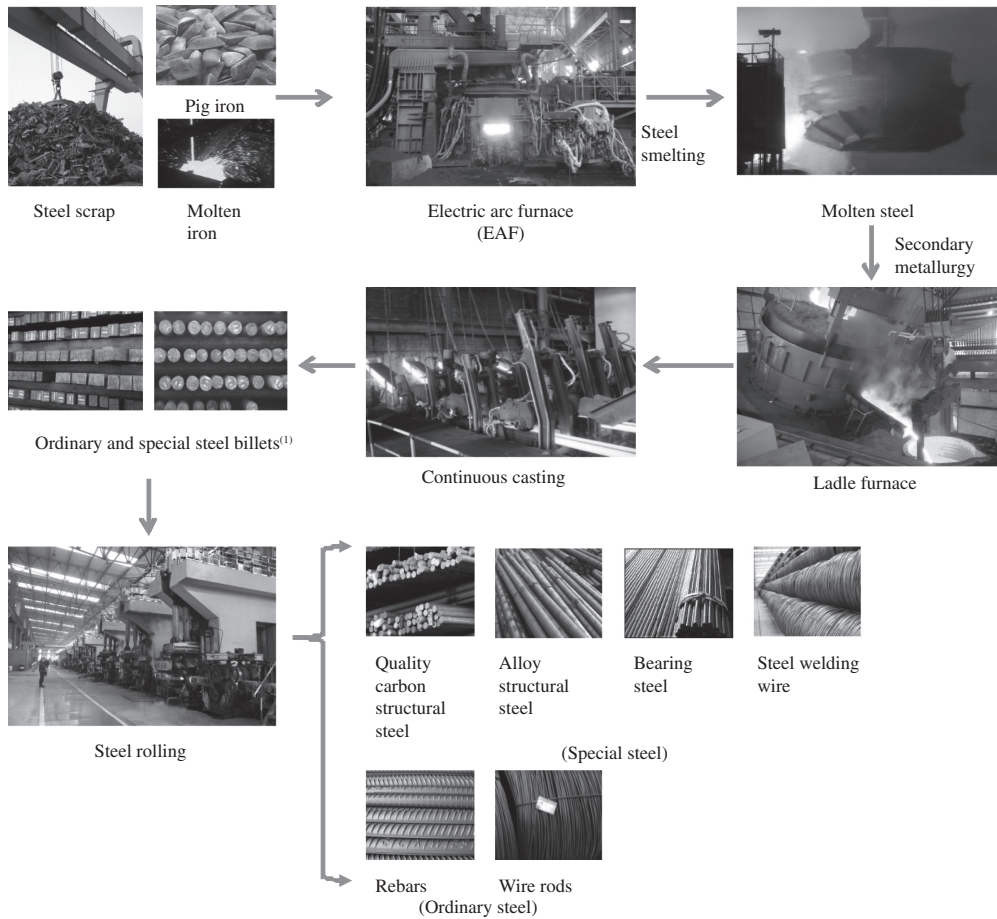 Pig iron
Steel scrap
Molten
iron
Electric arc furnace
(EAF)
Steel
smelting
Molten steel
Secondary
metallurgy
Ladle furnace
Continuous casting
Ordinary and special steel billets(1)
Steel rolling
Quality
carbon
structural
steel
Alloy
structural
steel
Bearing
steel
Steel welding
wire
(Special steel)
Rebars
Wire rods
(Ordinary steel)